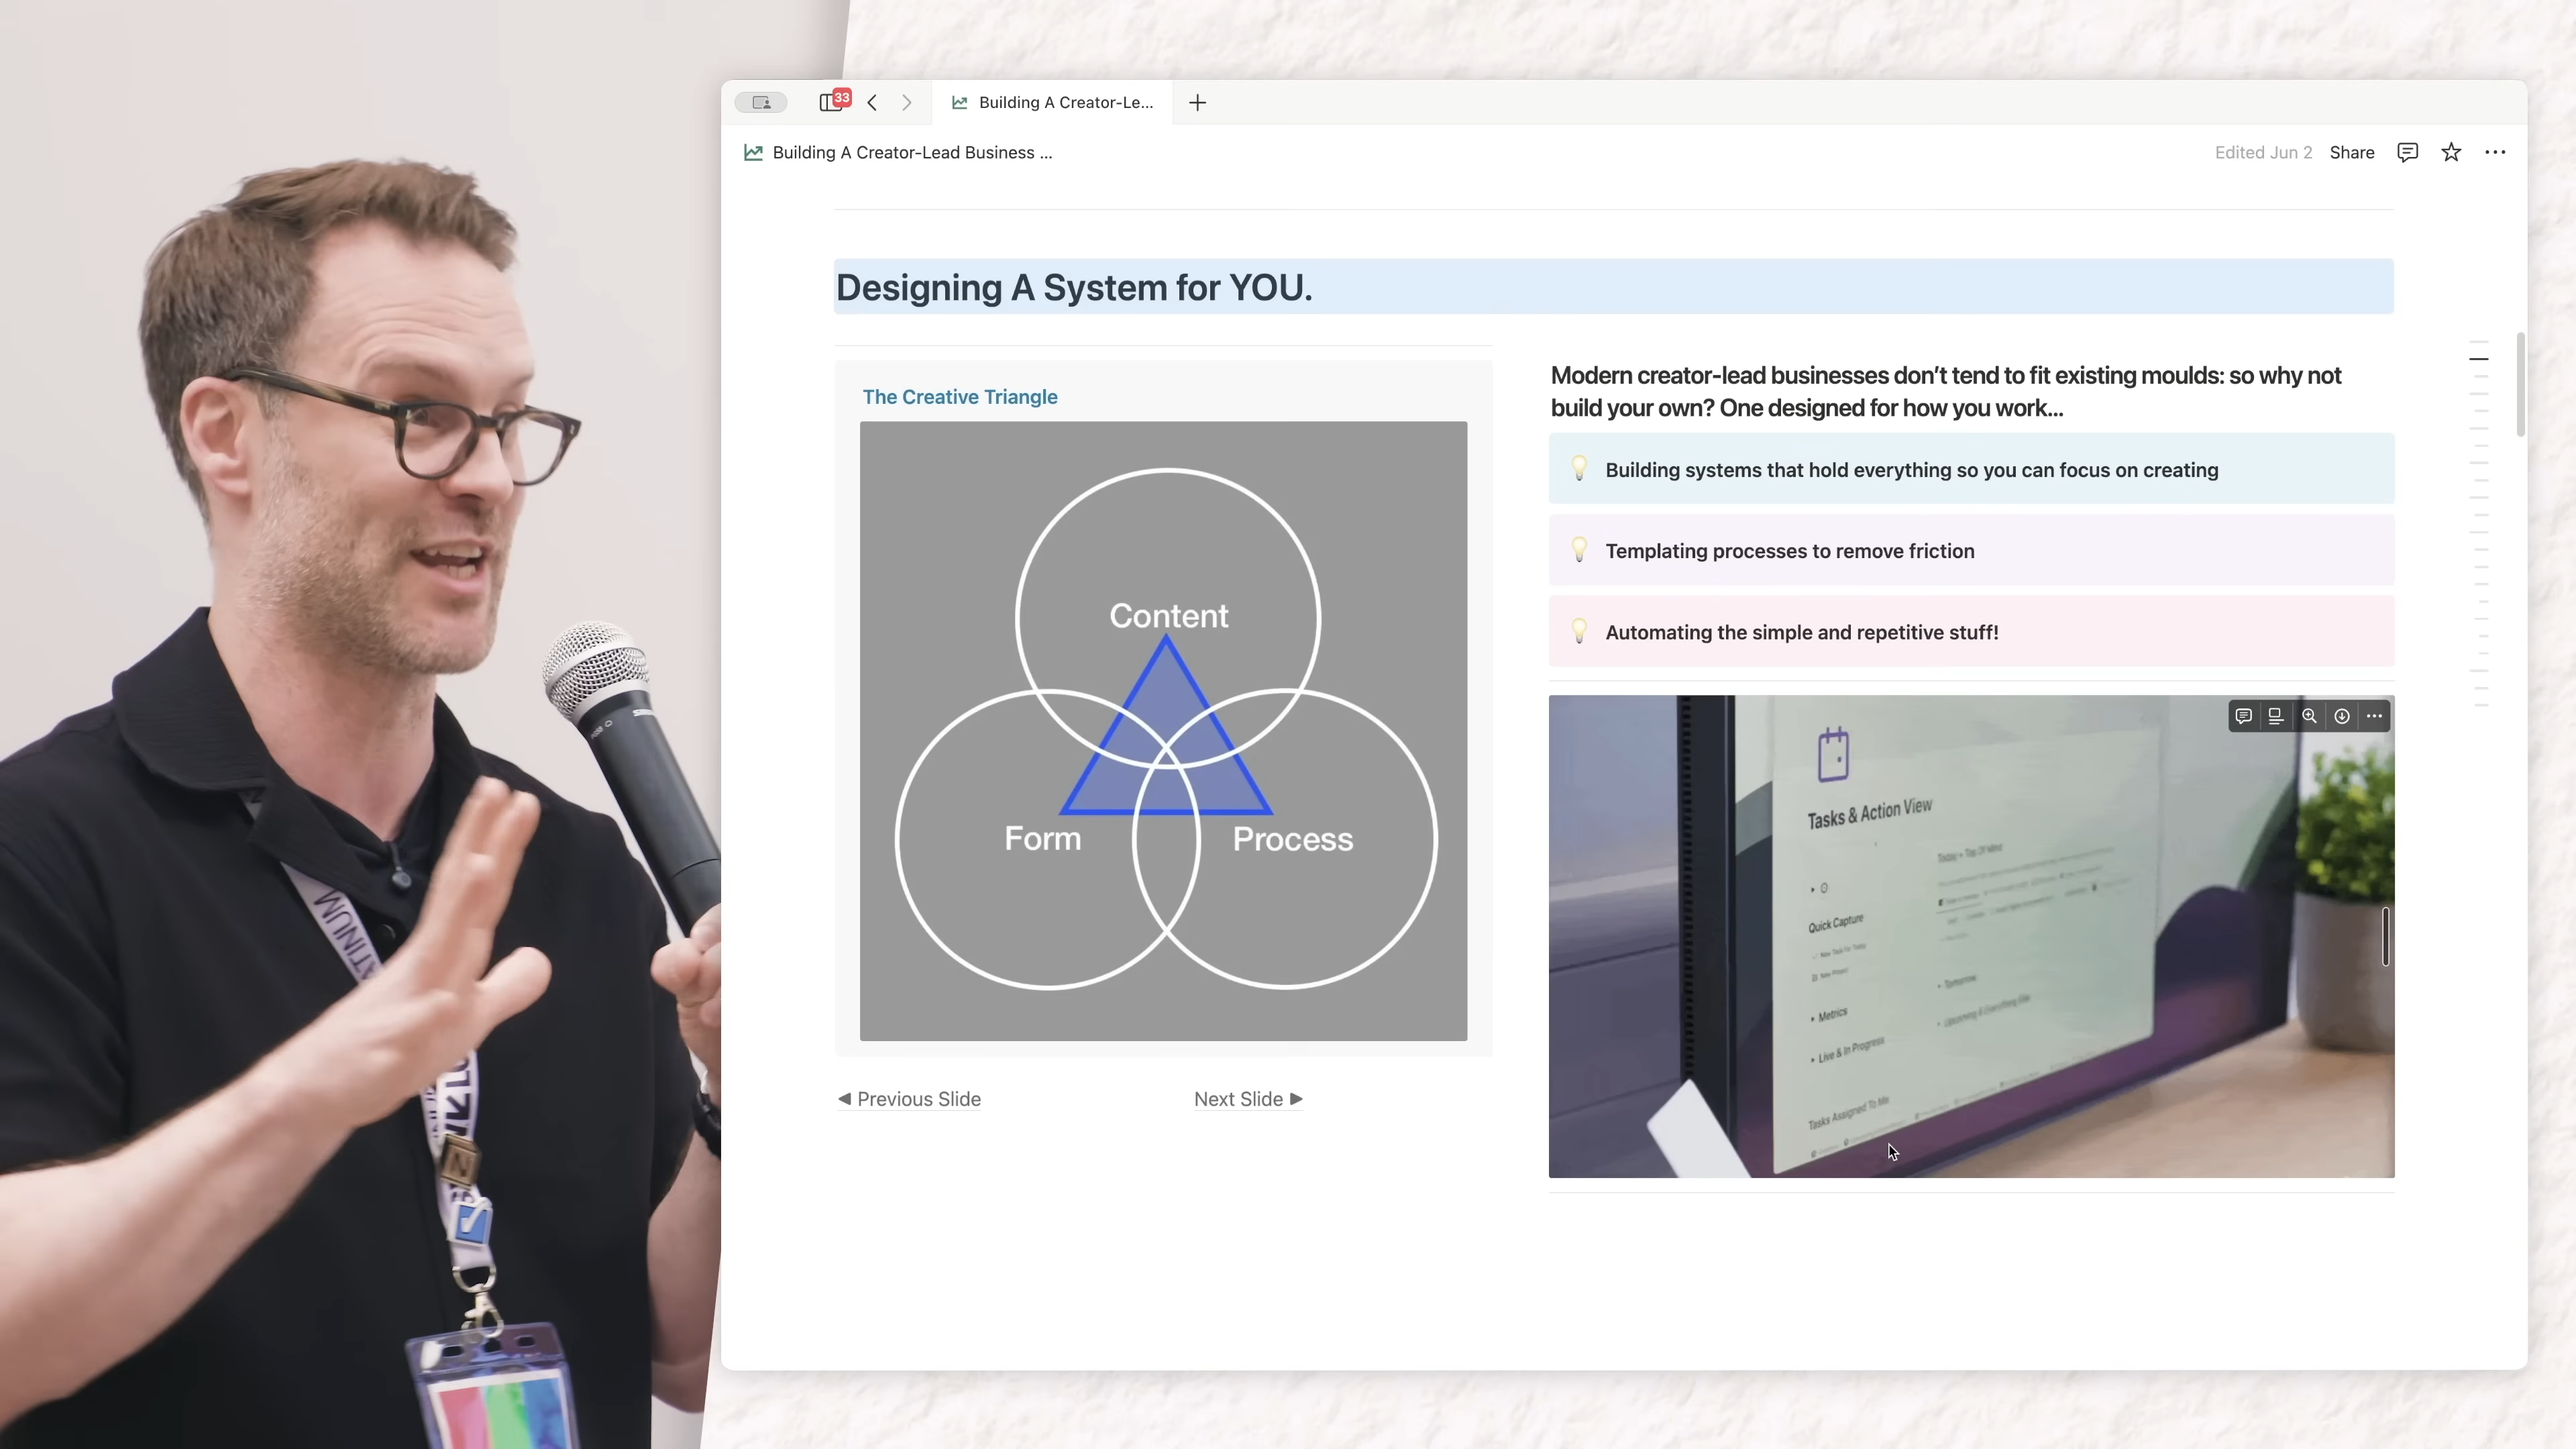 33
Building A Creator-Le...
Building A Creator-Lead Business ...
Edited Jun 2
Share
Designing A System for YOU.
The Creative Triangle
Content
Form
Process
◀ Previous Slide
Next Slide ▶
Modern creator-lead businesses don’t tend to fit existing moulds: so why not
build your own? One designed for how you work...
Building systems that hold everything so you can focus on creating
Templating processes to remove friction
Automating the simple and repetitive stuff!
Tasks & Action View
Quick Capture
Metrics
Live & In Progress
Tasks Assigned To Me
Tomorrow